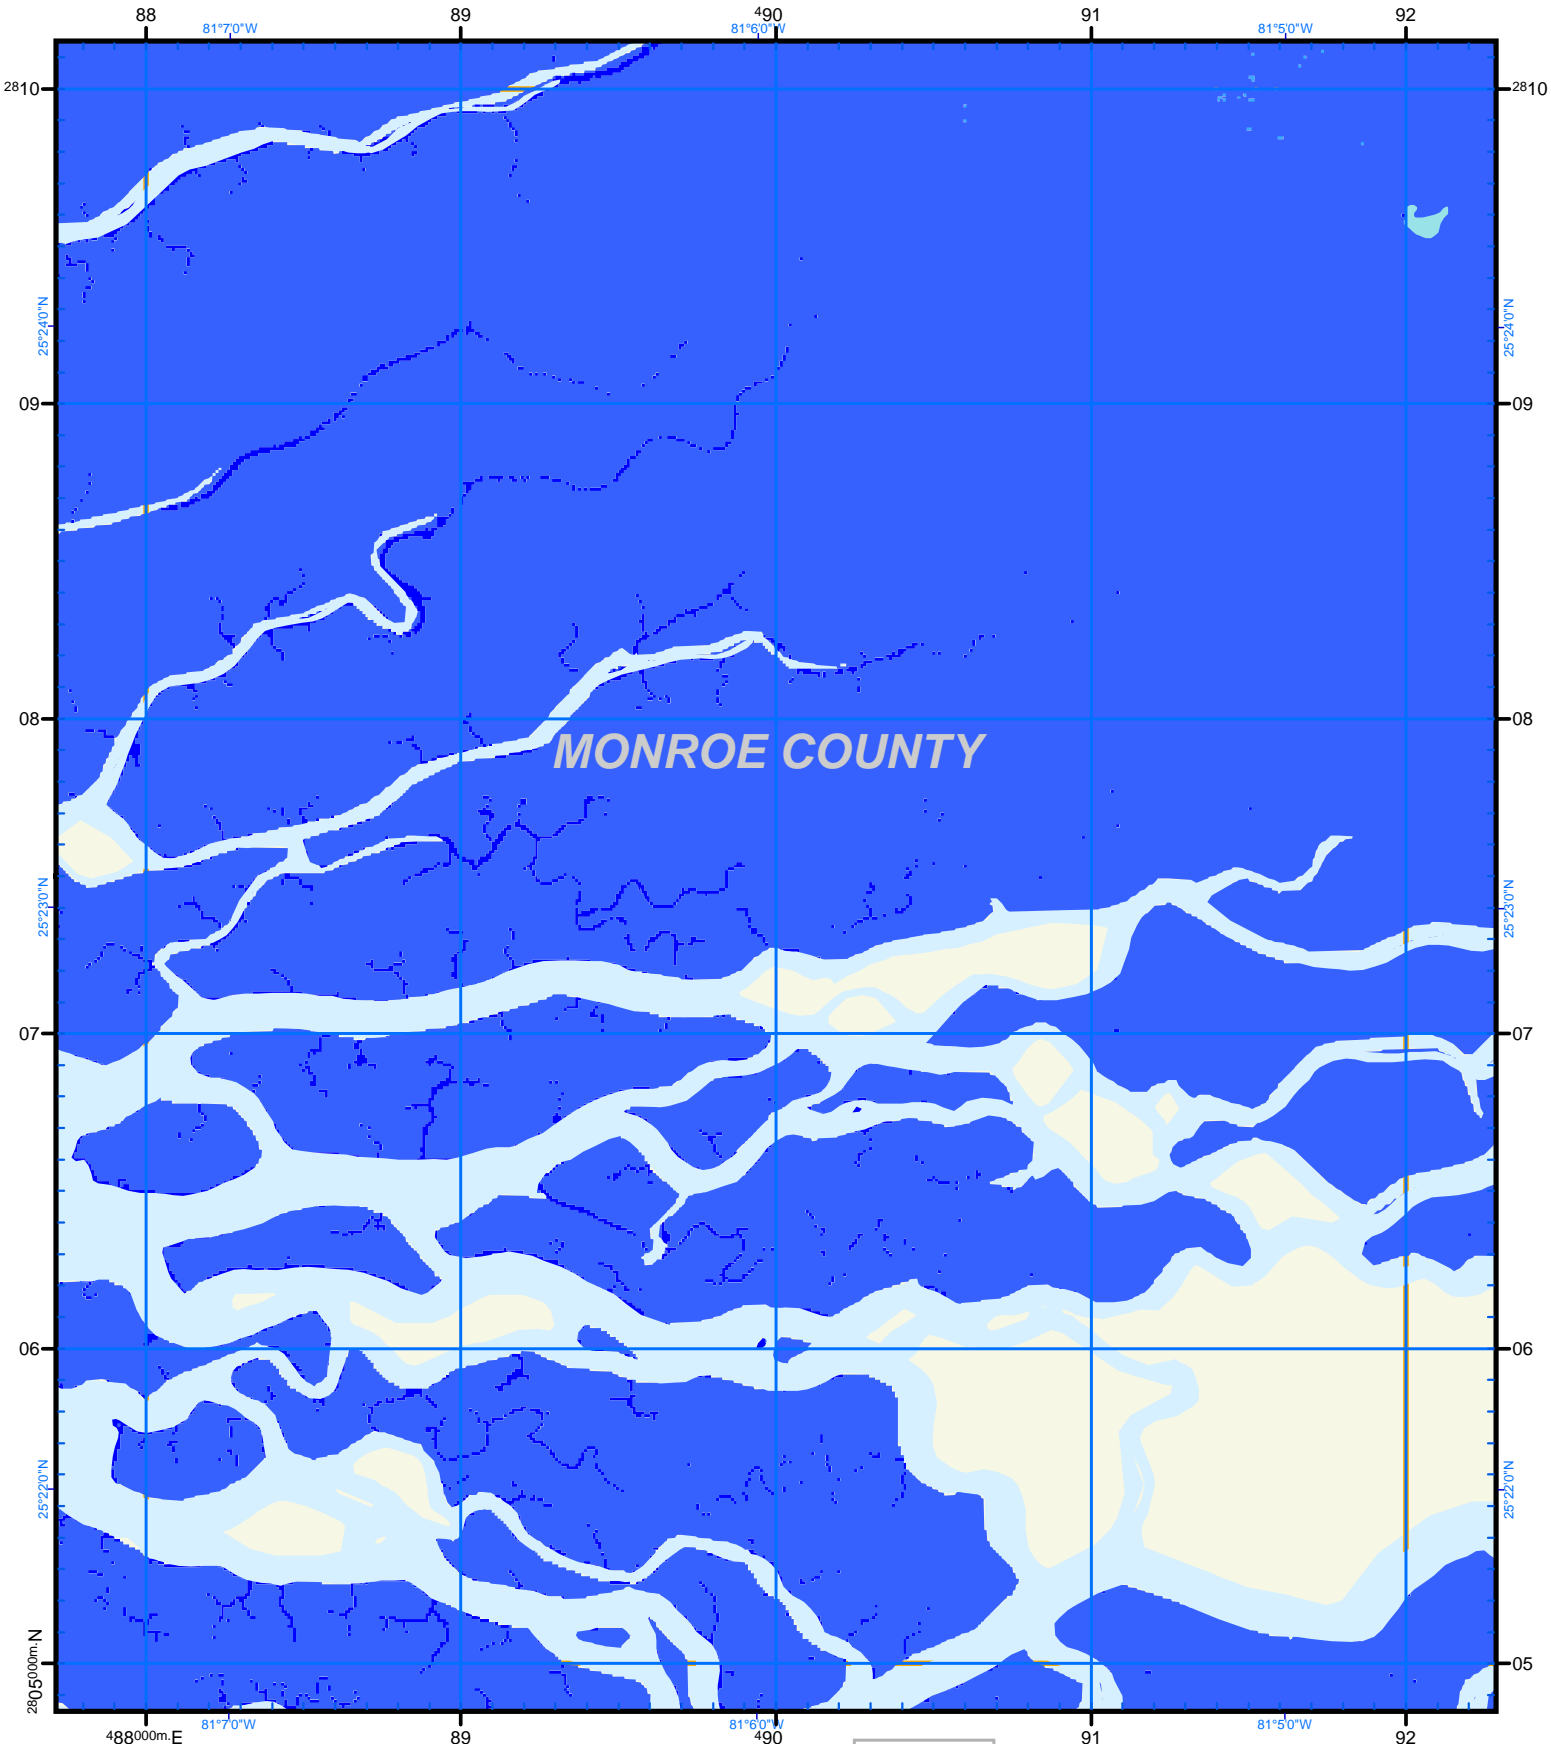 88 89 490 91 92
81°7'0"W 81°6'0"W 81°5'0"W
2810 2810
25°24'0"N 25°24'0"N
09 09
08 08
MONROE COUNTY
25°23'0"N 25°23'0"N
07 07
06 06
25°22'0"N 25°22'0"N
2805000m.N 05
81°7'0"W 81°6'0"W 81°5'0"W
488000m.E 89 490 91 92